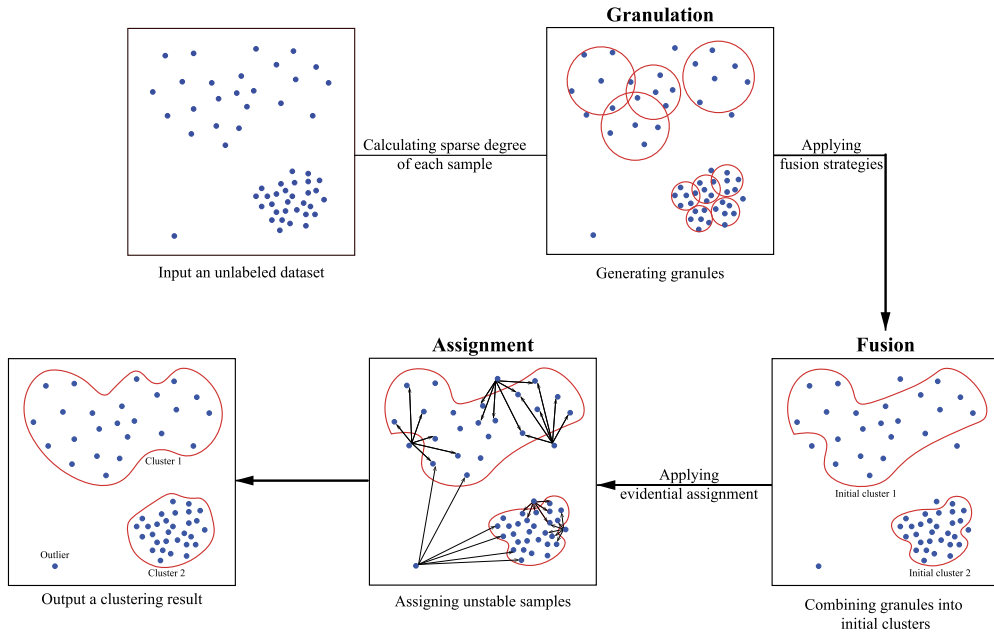 Granulation
Calculating sparse degree
of each sample
Applying
fusion strategies
Input an unlabeled dataset
Generating granules
Assignment
Fusion
Cluster 1
Applying
evidential assignment
Initial cluster 1
Outlier
Cluster 2
Initial cluster 2
Output a clustering result
Assigning unstable samples
Combining granules into
initial clusters